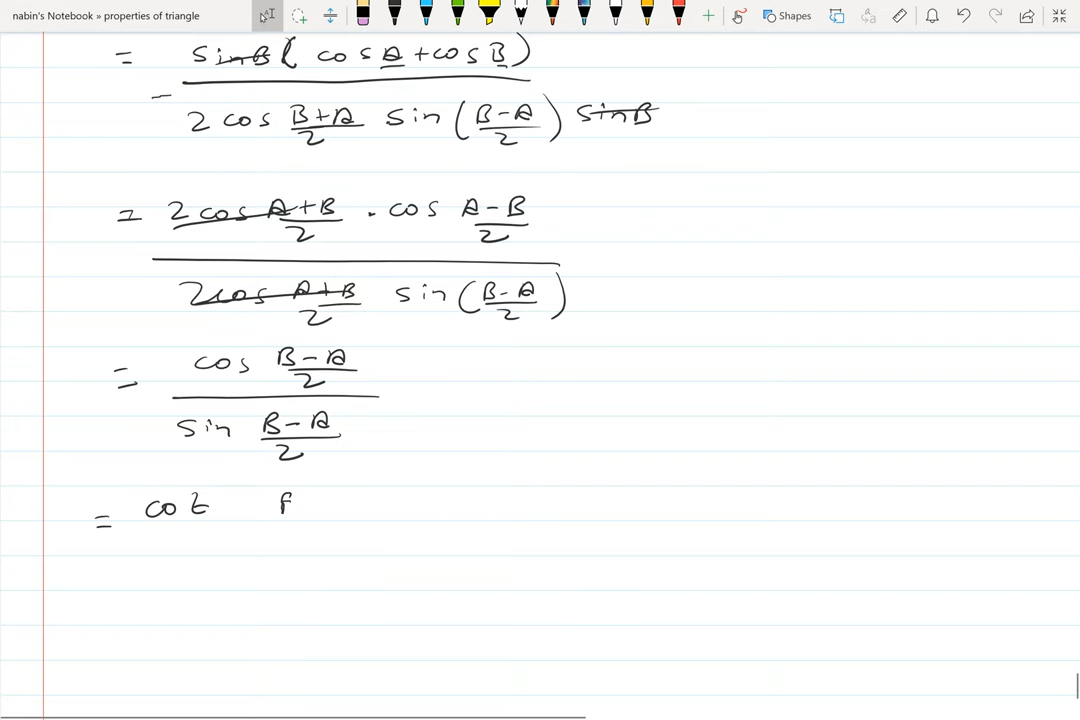 nabin's Notebook » properties of triangle
Shapes
= sinB ( cos A + cos B )
2 cos B+A/2 sin ( B-A/2 ) sinB
= 2 cos A+B/2 . cos A-B/2
2 cos A+B/2 sin ( B-A/2 )
= cos B-A/2
sin B-A/2
= cot